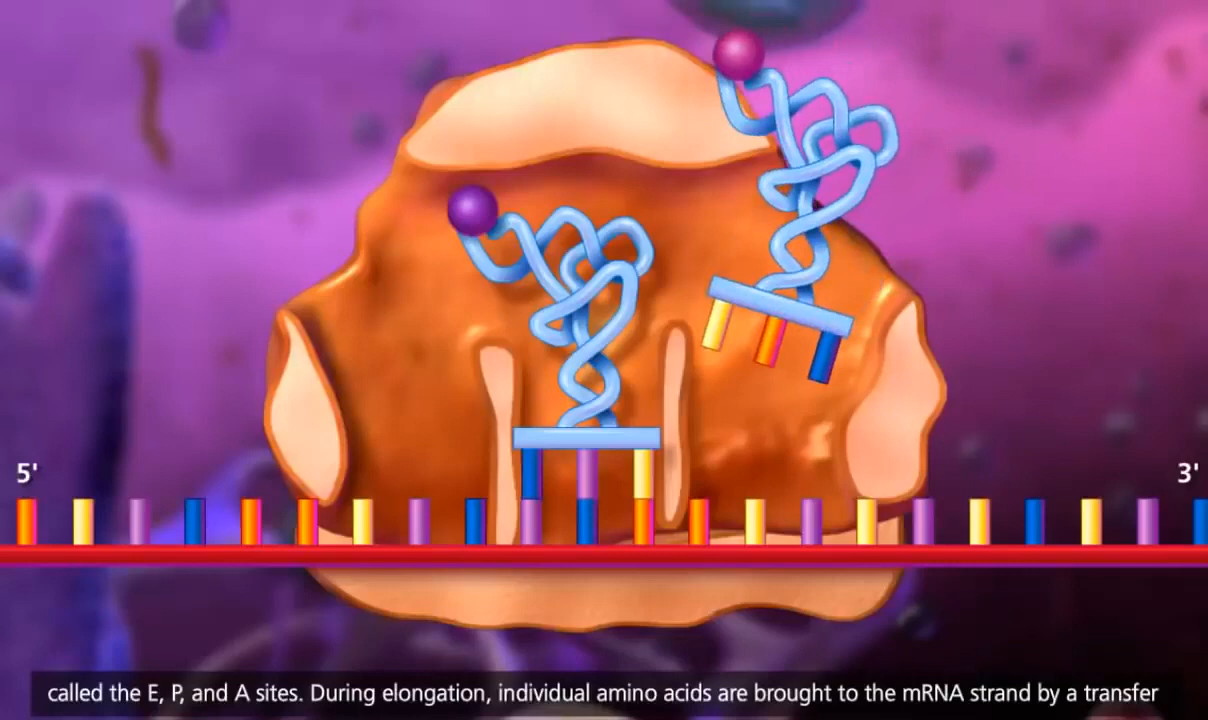 5'
3'
called the E, P, and A sites. During elongation, individual amino acids are brought to the mRNA strand by a transfer